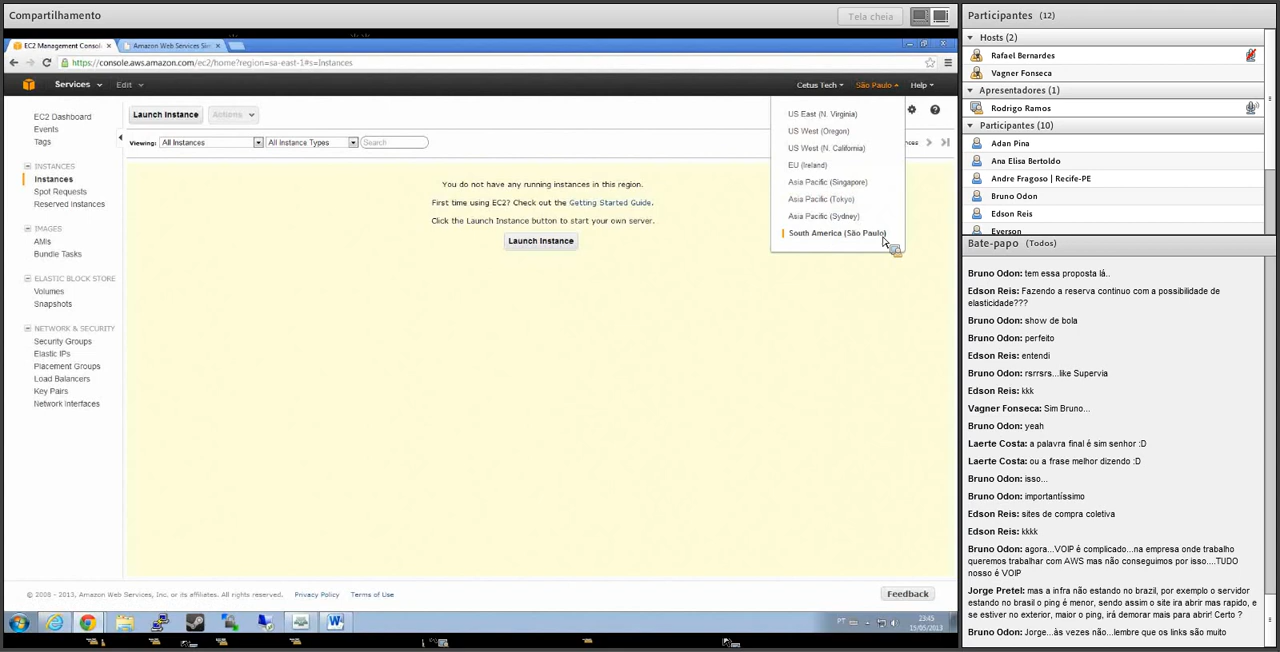 Compartilhamento
Tela cheia
EC2 Management Consol
Amazon Web Services Sim
https://console.aws.amazon.com/ec2/home?region=sa-east-1#s=Instances
Services
Edit
Cetus Tech
São Paulo
Help
EC2 Dashboard
Events
Tags
INSTANCES
Instances
Spot Requests
Reserved Instances
IMAGES
AMIs
Bundle Tasks
ELASTIC BLOCK STORE
Volumes
Snapshots
NETWORK & SECURITY
Security Groups
Elastic IPs
Placement Groups
Load Balancers
Key Pairs
Network Interfaces
Launch Instance
Actions
Viewing: All Instances All Instance Types Search
You do not have any running instances in this region.
First time using EC2? Check out the Getting Started Guide.
Click the Launch Instance button to start your own server.
Launch Instance
US East (N. Virginia)
US West (Oregon)
US West (N. California)
EU (Ireland)
Asia Pacific (Singapore)
Asia Pacific (Tokyo)
Asia Pacific (Sydney)
South America (São Paulo)
© 2008 - 2013, Amazon Web Services, Inc. or its affiliates. All rights reserved.
Privacy Policy
Terms of Use
Feedback
PT
23:45
15/05/2013
Participantes (12)
Hosts (2)
Rafael Bernardes
Vagner Fonseca
Apresentadores (1)
Rodrigo Ramos
Participantes (10)
Adan Pina
Ana Elisa Bertoldo
Andre Fragoso | Recife-PE
Bruno Odon
Edson Reis
Everson
Bate-papo (Todos)
Bruno Odon: tem essa proposta lá..
Edson Reis: Fazendo a reserva continuo com a possibilidade de
elasticidade???
Bruno Odon: show de bola
Bruno Odon: perfeito
Edson Reis: entendi
Bruno Odon: rsrrsrs...like Supervia
Edson Reis: kkk
Vagner Fonseca: Sim Bruno...
Bruno Odon: yeah
Laerte Costa: a palavra final é sim senhor :D
Laerte Costa: ou a frase melhor dizendo :D
Bruno Odon: isso...
Bruno Odon: importantíssimo
Edson Reis: sites de compra coletiva
Edson Reis: kkkk
Bruno Odon: agora...VOIP é complicado...na empresa onde trabalho
queremos trabalhar com AWS mas não conseguimos por isso....TUDO
nosso é VOIP
Jorge Pretel: mas a infra não estando no brazil, por exemplo o servidor
estando no brasil o ping é menor, sendo assim o site ira abrir mas rapido, e
se estiver no exterior, maior o ping, irá demorar mais para abrir! Certo ?
Bruno Odon: Jorge...às vezes não...lembre que os links são muito